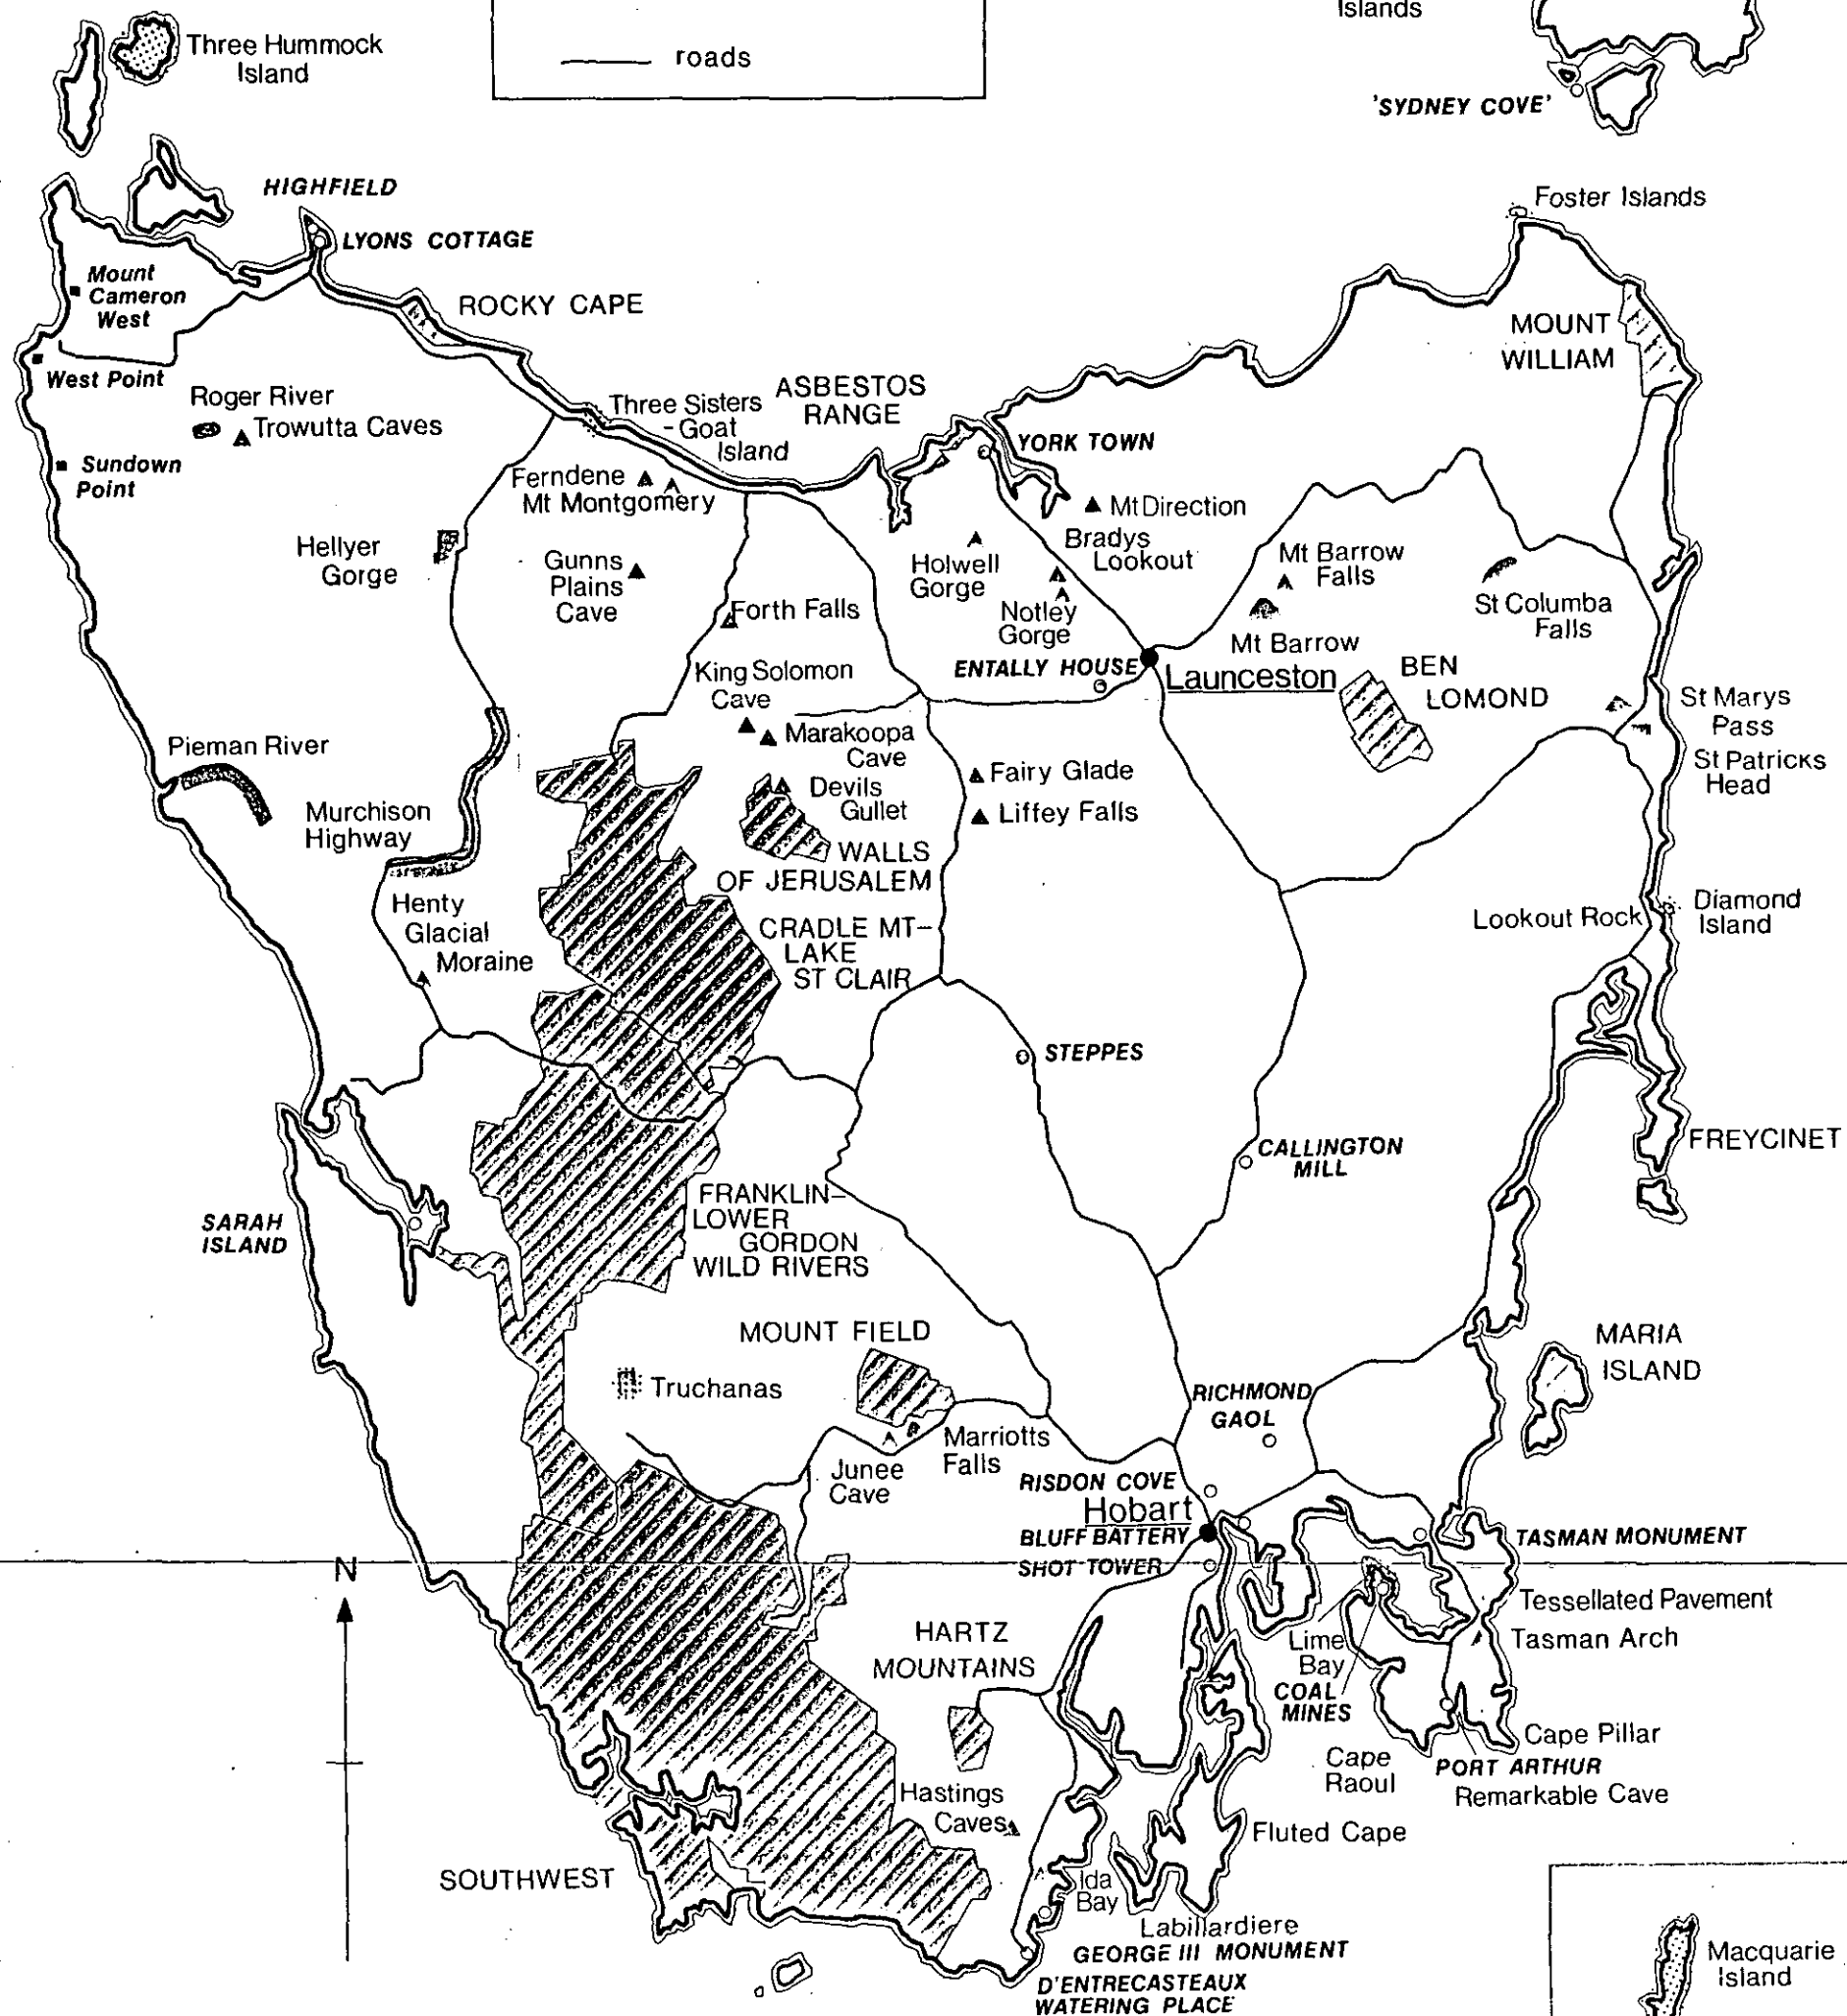 Islands
Three Hummock
Island
roads
'SYDNEY COVE'
HIGHFIELD
Foster Islands
LYONS COTTAGE
Mount
Cameron
West
ROCKY CAPE
MOUNT
WILLIAM
West Point
Roger River
Trowutta Caves
Three Sisters
-Goat
Island
ASBESTOS
RANGE
YORK TOWN
Sundown
Point
Ferndene
Mt Montgomery
Mt Direction
Hellyer
Gorge
Gunns
Plains
Cave
Holwell
Gorge
Bradys
Lookout
Mt Barrow
Falls
Forth Falls
Notley
Gorge
St Columba
Falls
Mt Barrow
King Solomon
Cave
ENTALLY HOUSE
Launceston
BEN
LOMOND
St Marys
Pass
Pieman River
Marakoopa
Cave
St Patricks
Head
Fairy Glade
Devils
Gullet
Murchison
Highway
Liffey Falls
WALLS
OF JERUSALEM
Henty
Glacial
Moraine
CRADLE MT-
LAKE
ST CLAIR
Lookout Rock
Diamond
Island
STEPPES
FREYCINET
CALLINGTON
MILL
SARAH
ISLAND
FRANKLIN-
LOWER
GORDON
WILD RIVERS
MOUNT FIELD
MARIA
ISLAND
Truchanas
RICHMOND
GAOL
Marriotts
Falls
Junee
Cave
RISDON COVE
Hobart
BLUFF BATTERY
TASMAN MONUMENT
SHOT TOWER
N
Tessellated Pavement
HARTZ
MOUNTAINS
Lime
Bay
Tasman Arch
COAL
MINES
Cape Pillar
Cape
Raoul
PORT ARTHUR
Remarkable Cave
Hastings
Caves
Fluted Cape
SOUTHWEST
Ida
Bay
Labillardiere
GEORGE III MONUMENT
Macquarie
Island
D'ENTRECASTEAUX
WATERING PLACE